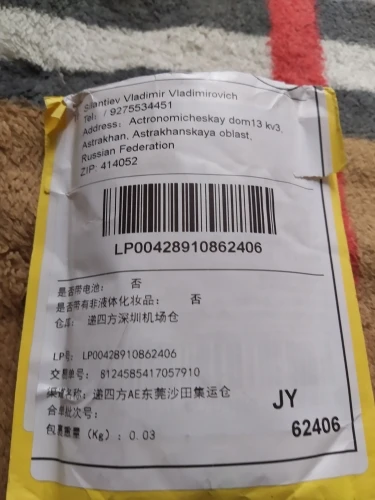 Silantiev Vladimir Vladimirovich
Tel: / 9275534451
Address: Actronomicheskay dom13 kv3,
Astrakhan, Astrakhanskaya oblast,
Russian Federation
ZIP: 414052
LP00428910862406
是否带电池: 否
是否带有非液体化妆品: 否
仓库: 递四方深圳机场仓
LP号: LP00428910862406
交易单号: 8124585417057910
渠道名称: 递四方AE东莞沙田集运仓
合单批次号:
包裹重量 (Kg) : 0.03
JY
62406